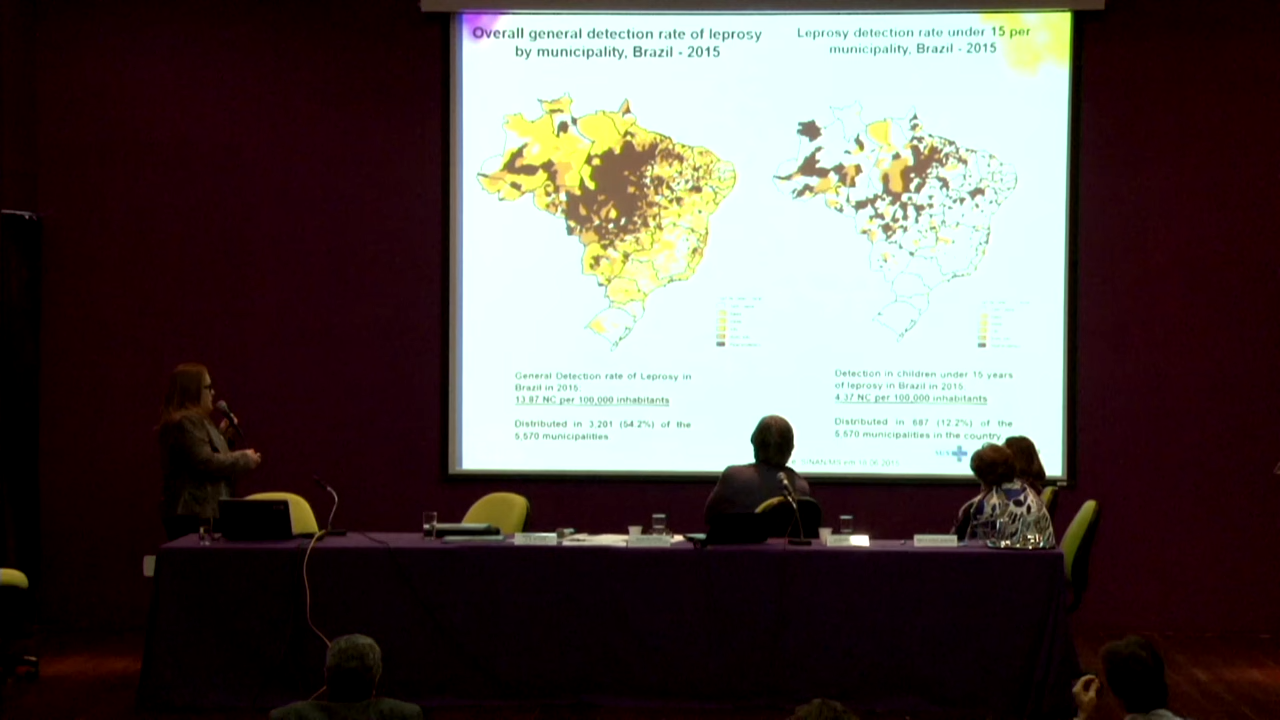 Overall general detection rate of leprosy
by municipality, Brazil - 2015
Leprosy detection rate under 15 per
municipality, Brazil - 2015
General Detection rate of Leprosy in
Brazil in 2015:
13.87 NC per 100,000 inhabitants
Distributed in 3.201 (54.2%) of the
5,570 municipalities
Detection in children under 15 years
of leprosy in Brazil in 2015:
4.37 NC per 100,000 inhabitants
Distributed in 687 (12.2%) of the
5,570 municipalities in the country